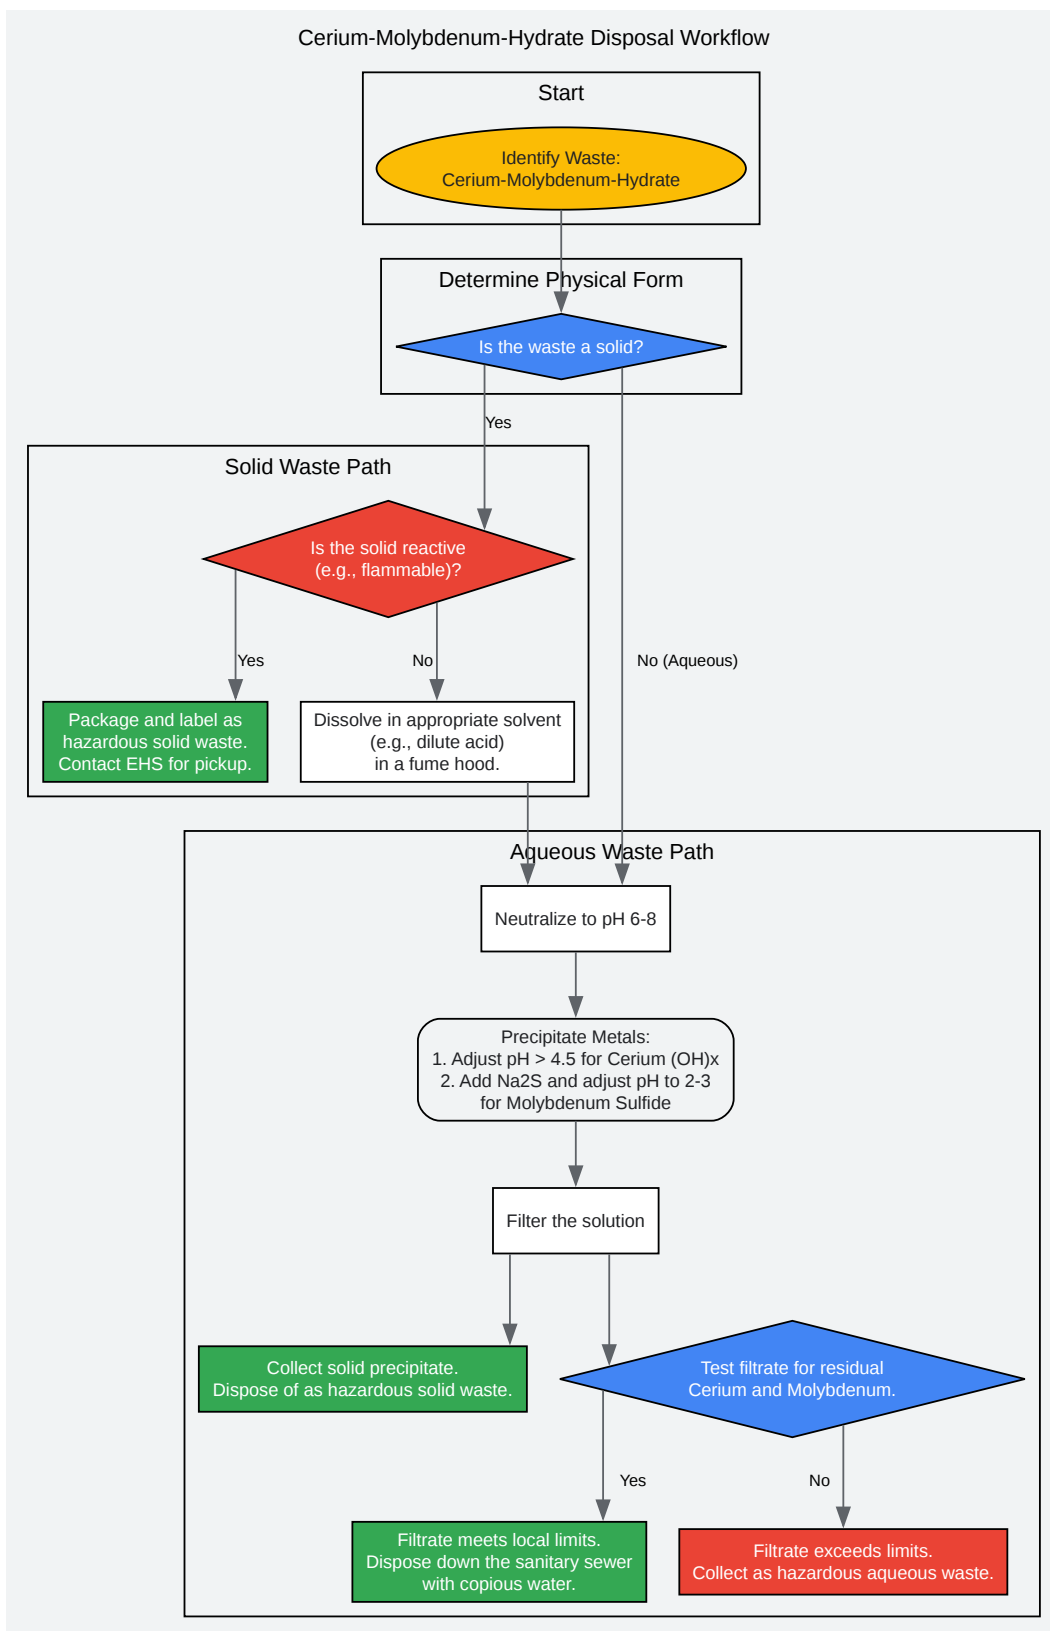 Cerium-Molybdenum-Hydrate Disposal Workflow
Start
Identify Waste:
Cerium-Molybdenum-Hydrate
Determine Physical Form
Is the waste a solid?
Yes
Solid Waste Path
Is the solid reactive
(e.g., flammable)?
Yes
No
No (Aqueous)
Package and label as
hazardous solid waste.
Contact EHS for pickup.
Dissolve in appropriate solvent
(e.g., dilute acid)
in a fume hood.
Aqueous Waste Path
Neutralize to pH 6-8
Precipitate Metals:
1. Adjust pH > 4.5 for Cerium (OH)x
2. Add Na2S and adjust pH to 2-3
for Molybdenum Sulfide
Filter the solution
Collect solid precipitate.
Dispose of as hazardous solid waste.
Test filtrate for residual
Cerium and Molybdenum.
Yes
No
Filtrate meets local limits.
Dispose down the sanitary sewer
with copious water.
Filtrate exceeds limits.
Collect as hazardous aqueous waste.